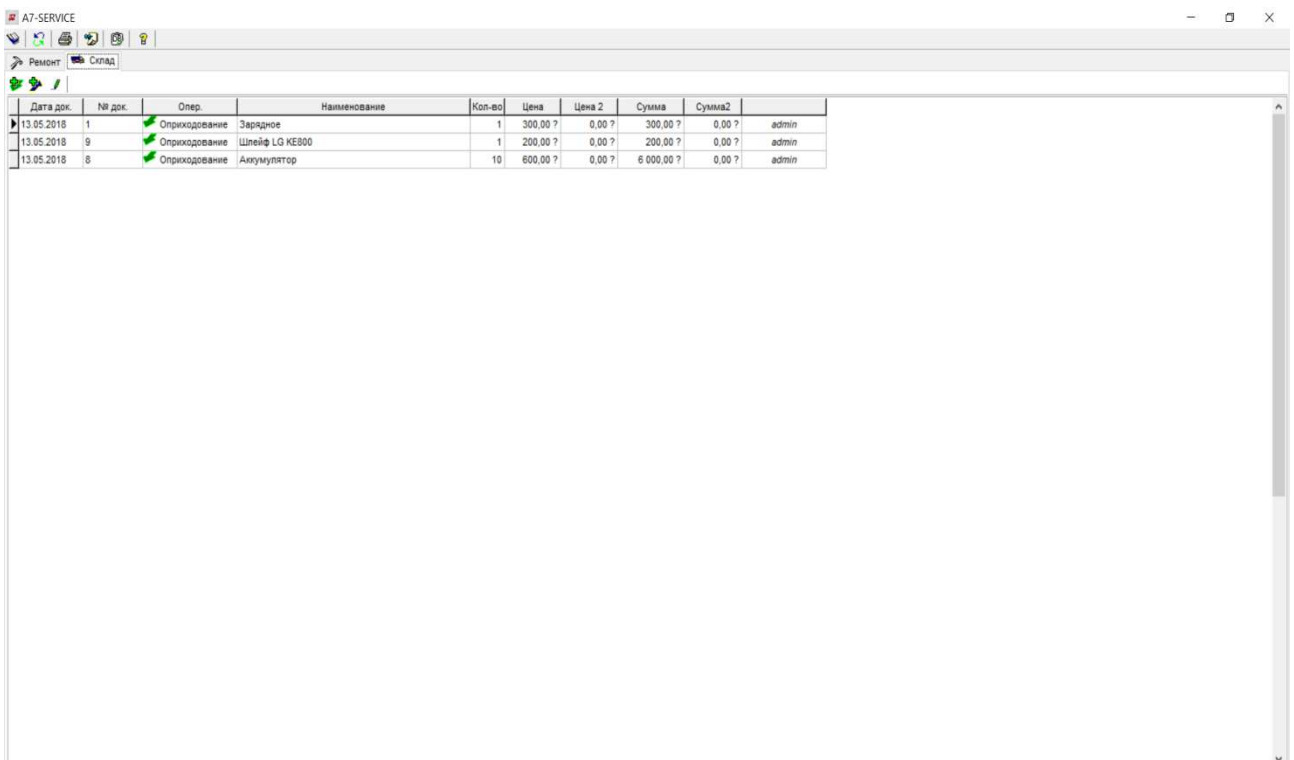 A7-SERVICE
Ремонт Склад
Дата док. № док. Опер. Наименование Кол-во Цена Цена 2 Сумма Сумма2
13.05.2018 1 Оприходование Зарядное 1 300,00 ? 0,00 ? 300,00 ? 0,00 ? admin
13.05.2018 9 Оприходование Шлейф LG KE800 1 200,00 ? 0,00 ? 200,00 ? 0,00 ? admin
13.05.2018 8 Оприходование Аккумулятор 10 600,00 ? 0,00 ? 6 000,00 ? 0,00 ? admin